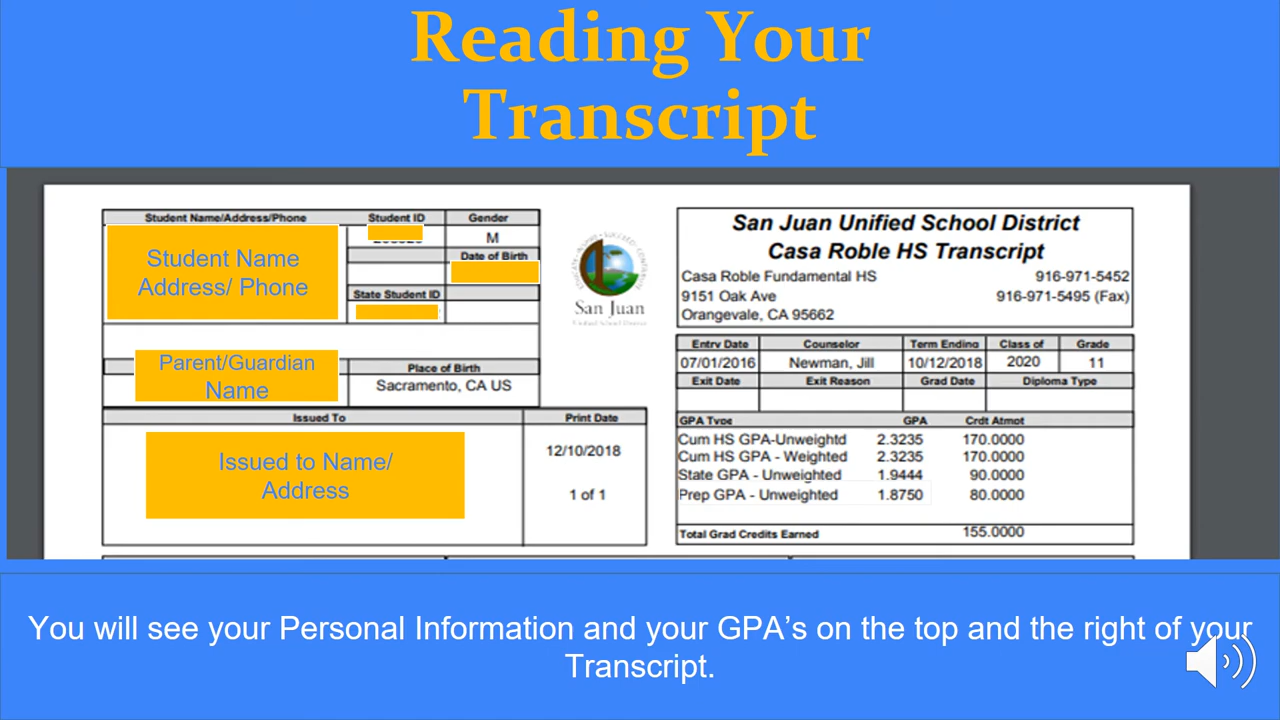 Reading Your
Transcript
Student Name/Address/Phone
Student ID
Gender
M
Student Name
Address/ Phone
Date of Birth
State Student ID
Parent/Guardian
Name
Place of Birth
Sacramento, CA US
Issued To
Print Date
Issued to Name/
Address
12/10/2018
1 of 1
San Juan
San Juan Unified School District
Casa Roble HS Transcript
Casa Roble Fundamental HS 916-971-5452
9151 Oak Ave 916-971-5495 (Fax)
Orangevale, CA 95662
Entry Date Counselor Term Ending Class of Grade
07/01/2016 Newman, Jill 10/12/2018 2020 11
Exit Date Exit Reason Grad Date Diploma Type
GPA Type GPA Crdt Atmpt
Cum HS GPA-Unweightd 2.3235 170.0000
Cum HS GPA - Weighted 2.3235 170.0000
State GPA - Unweighted 1.9444 90.0000
Prep GPA - Unweighted 1.8750 80.0000
Total Grad Credits Earned 155.0000
You will see your Personal Information and your GPA’s on the top and the right of your
Transcript.